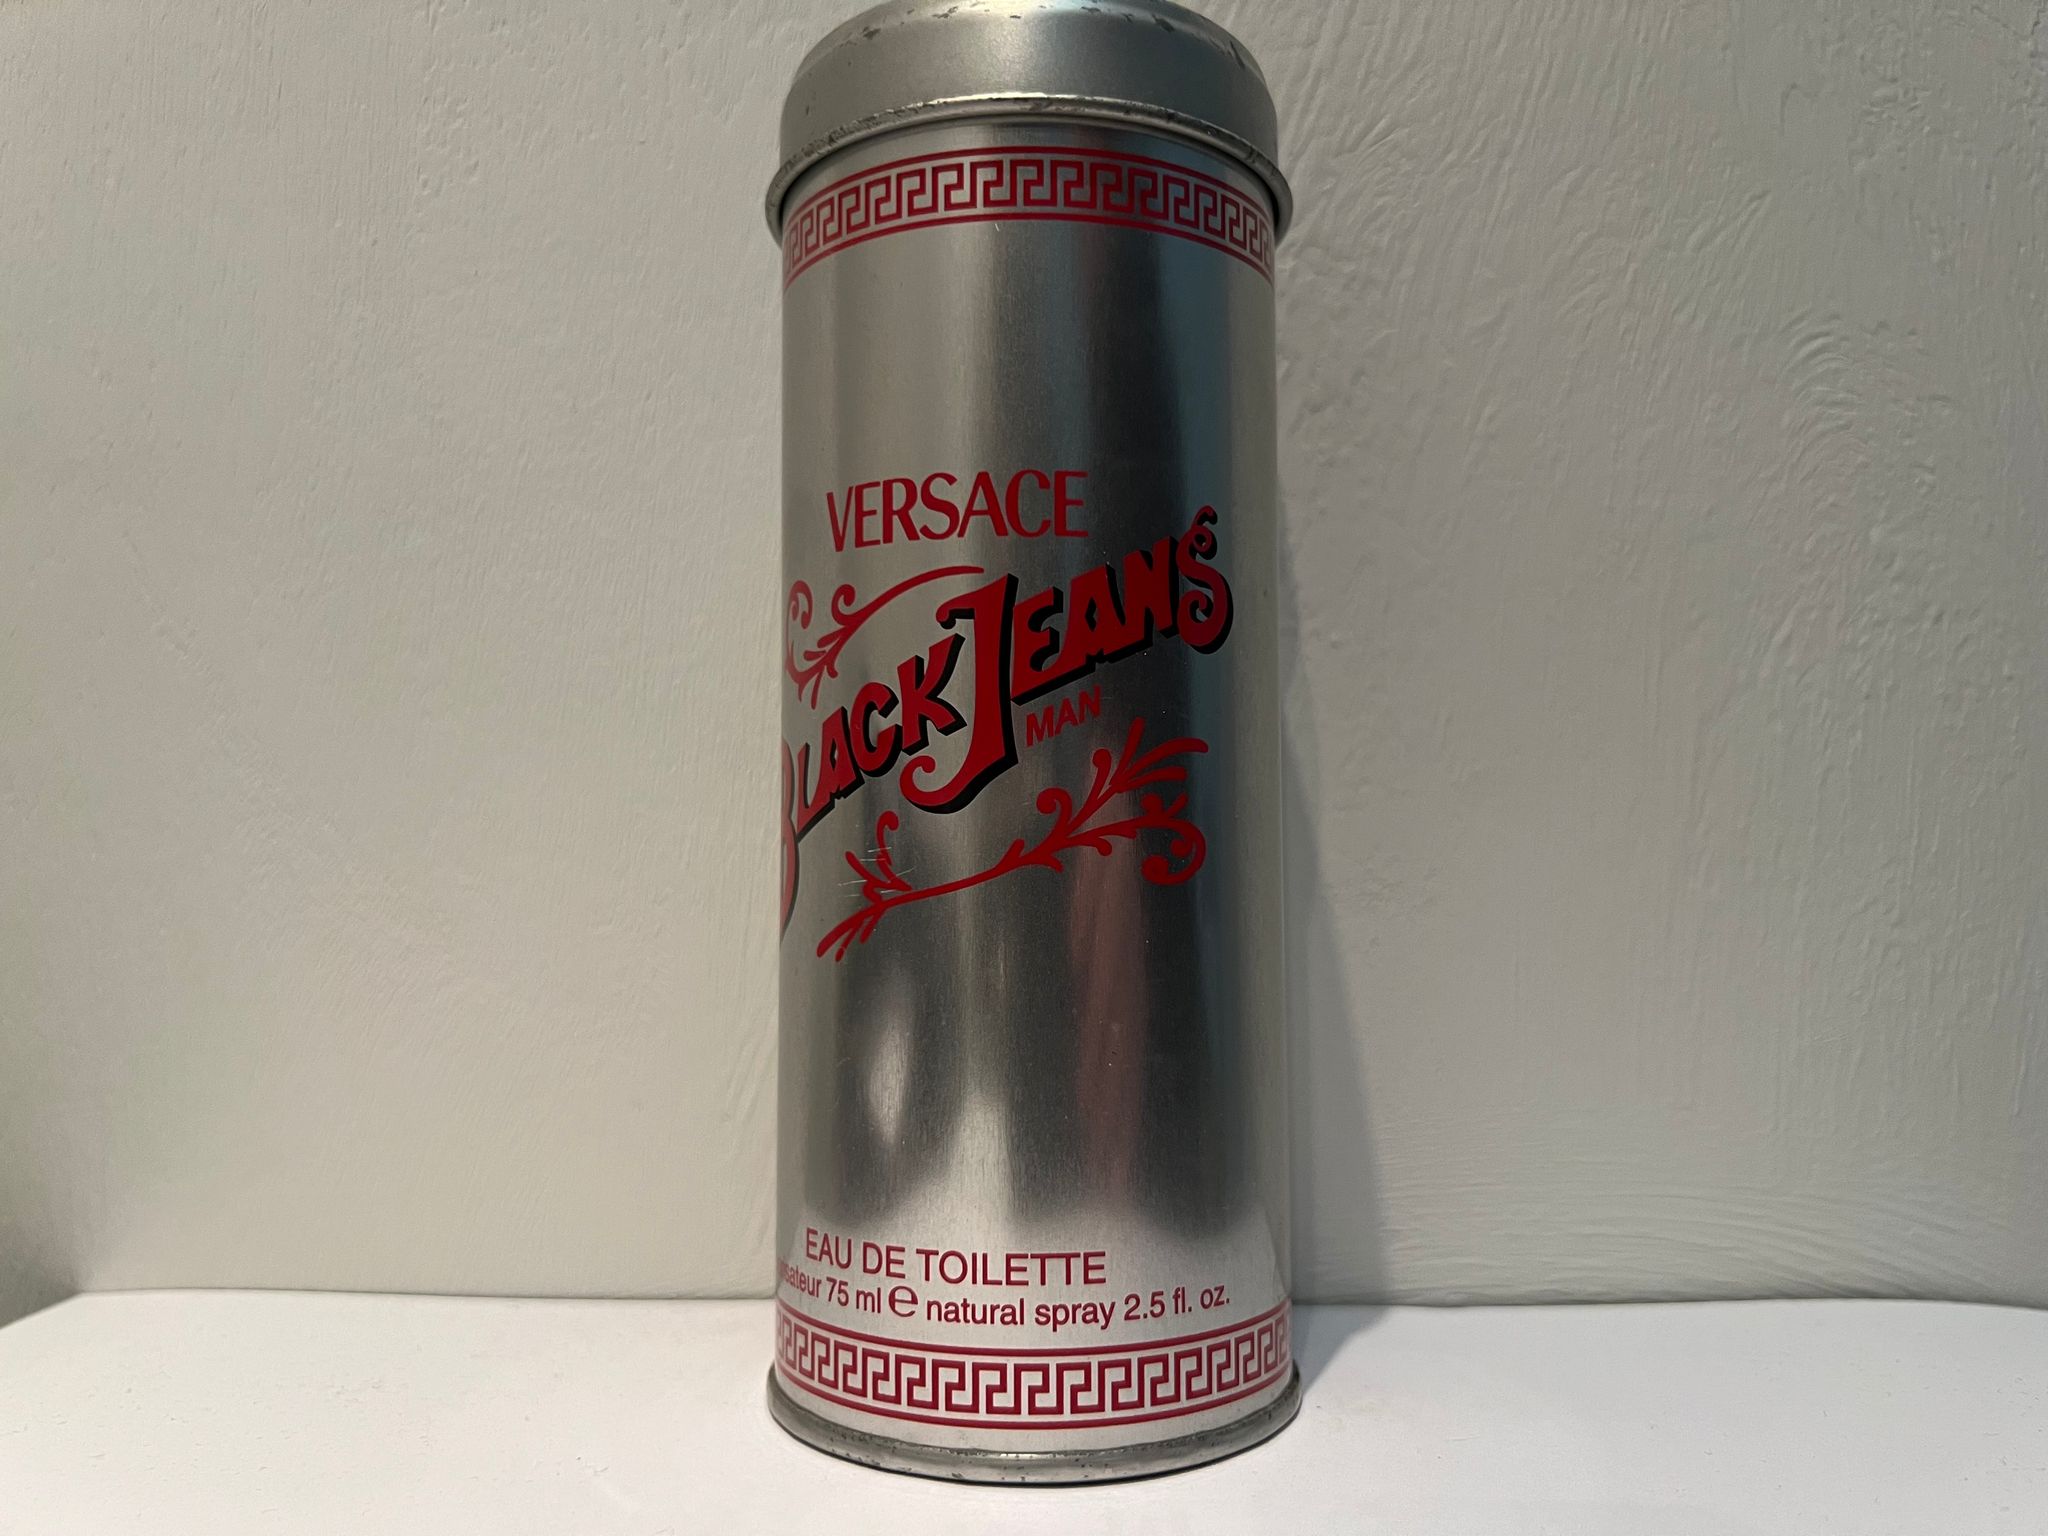 VERSACE
BLACK JEANS
MAN
EAU DE TOILETTE
75 ml e natural spray 2.5 fl. oz.